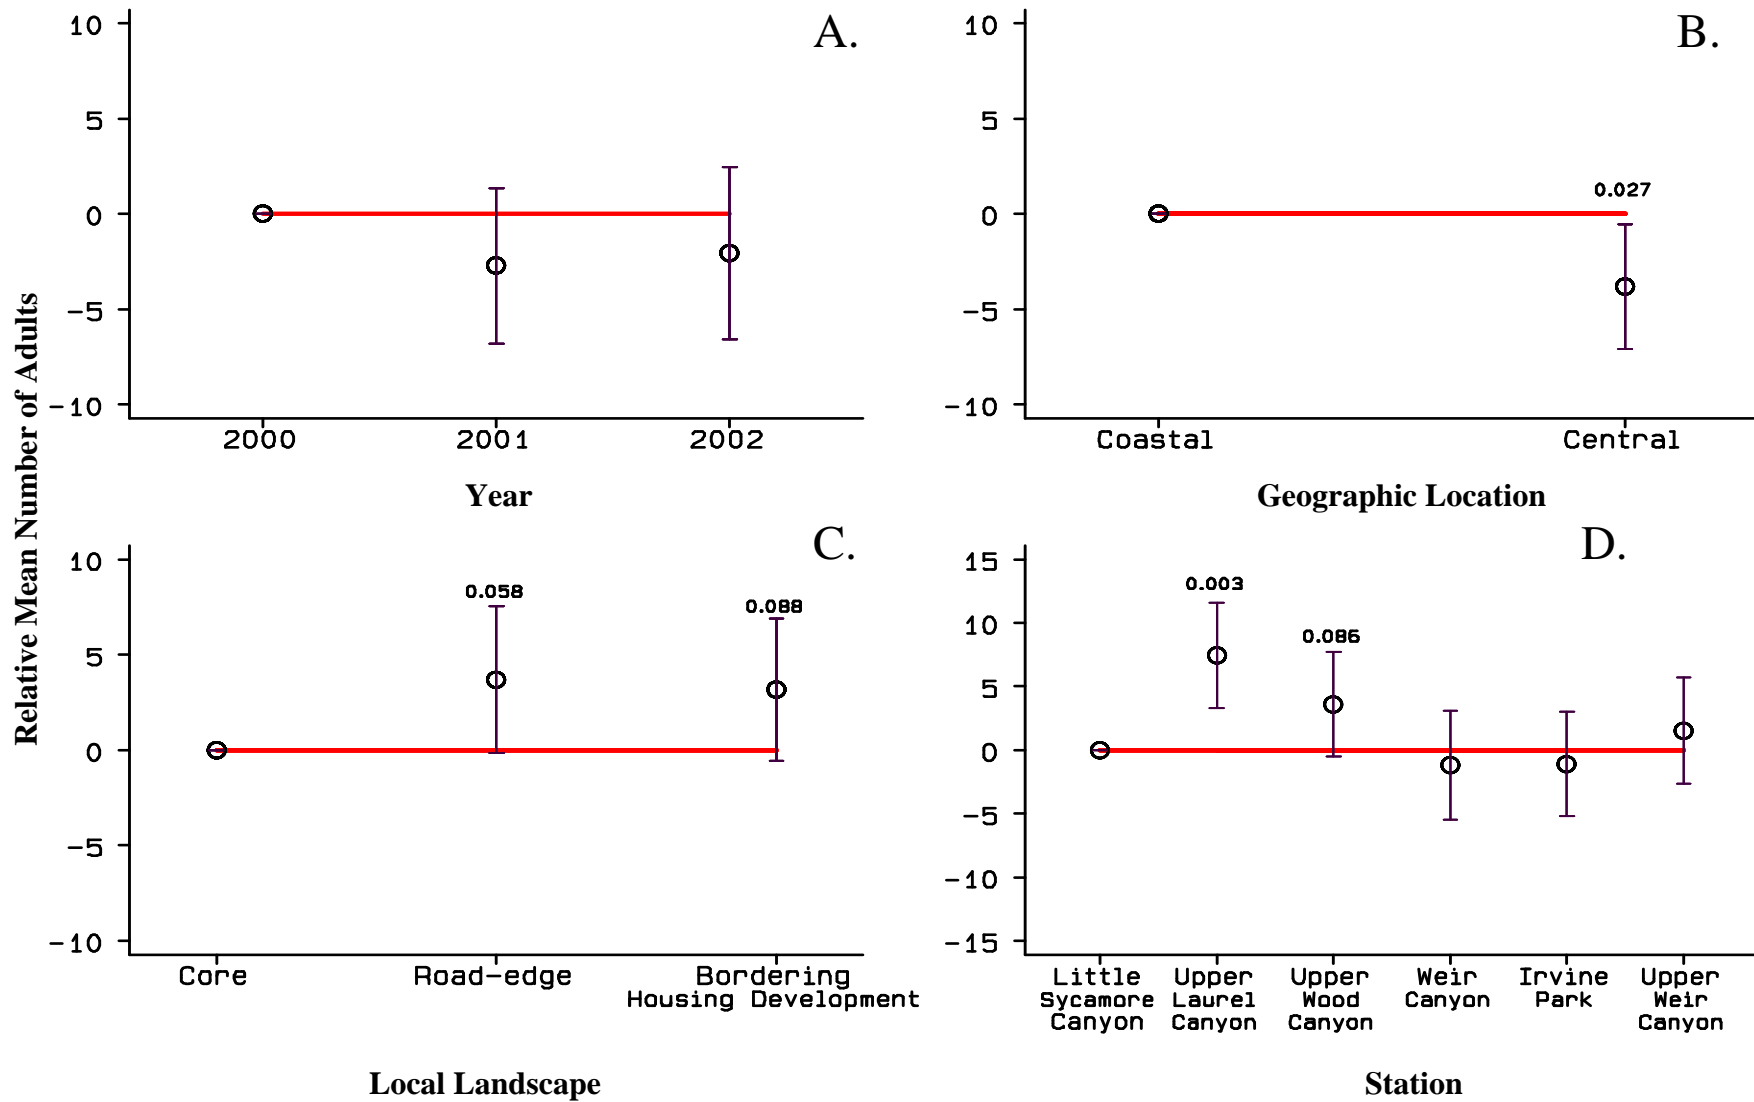 Relative Mean Number of Adults
A.
10
5
0
−5
−10
2000 2001 2002
Year
B.
10
5
0
−5
−10
0.027
Coastal Central
Geographic Location
C.
10
5
0
−5
−10
0.058
0.088
Core Road-edge Bordering
Housing Development
Local Landscape
D.
15
10
5
0
−5
−10
−15
0.003
0.086
Little Upper Upper Weir Irvine Upper
Sycamore Laurel Wood Canyon Park Weir
Canyon Canyon Canyon Canyon
Station